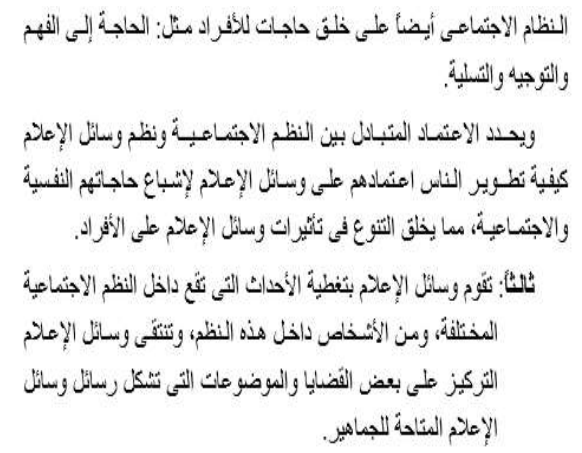 النظام الاجتماعى أيضاً على خلق حاجات للأفراد مثل: الحاجة إلى الفهم
والتوجيه والتسلية.
ويحدد الاعتماد المتبادل بين النظم الاجتماعية ونظم وسائل الإعلام
كيفية تطوير الناس اعتمادهم على وسائل الإعلام لإشباع حاجاتهم النفسية
والاجتماعية، مما يخلق التنوع فى تأثيرات وسائل الإعلام على الأفراد.
ثالثاً: تقوم وسائل الإعلام بتغطية الأحداث التى تقع داخل النظم الاجتماعية
المختلفة، ومن الأشخاص داخل هذه النظم، وتنتقى وسائل الإعلام
التركيز على بعض القضايا والموضوعات التى تشكل رسائل وسائل
الإعلام المتاحة للجماهير.